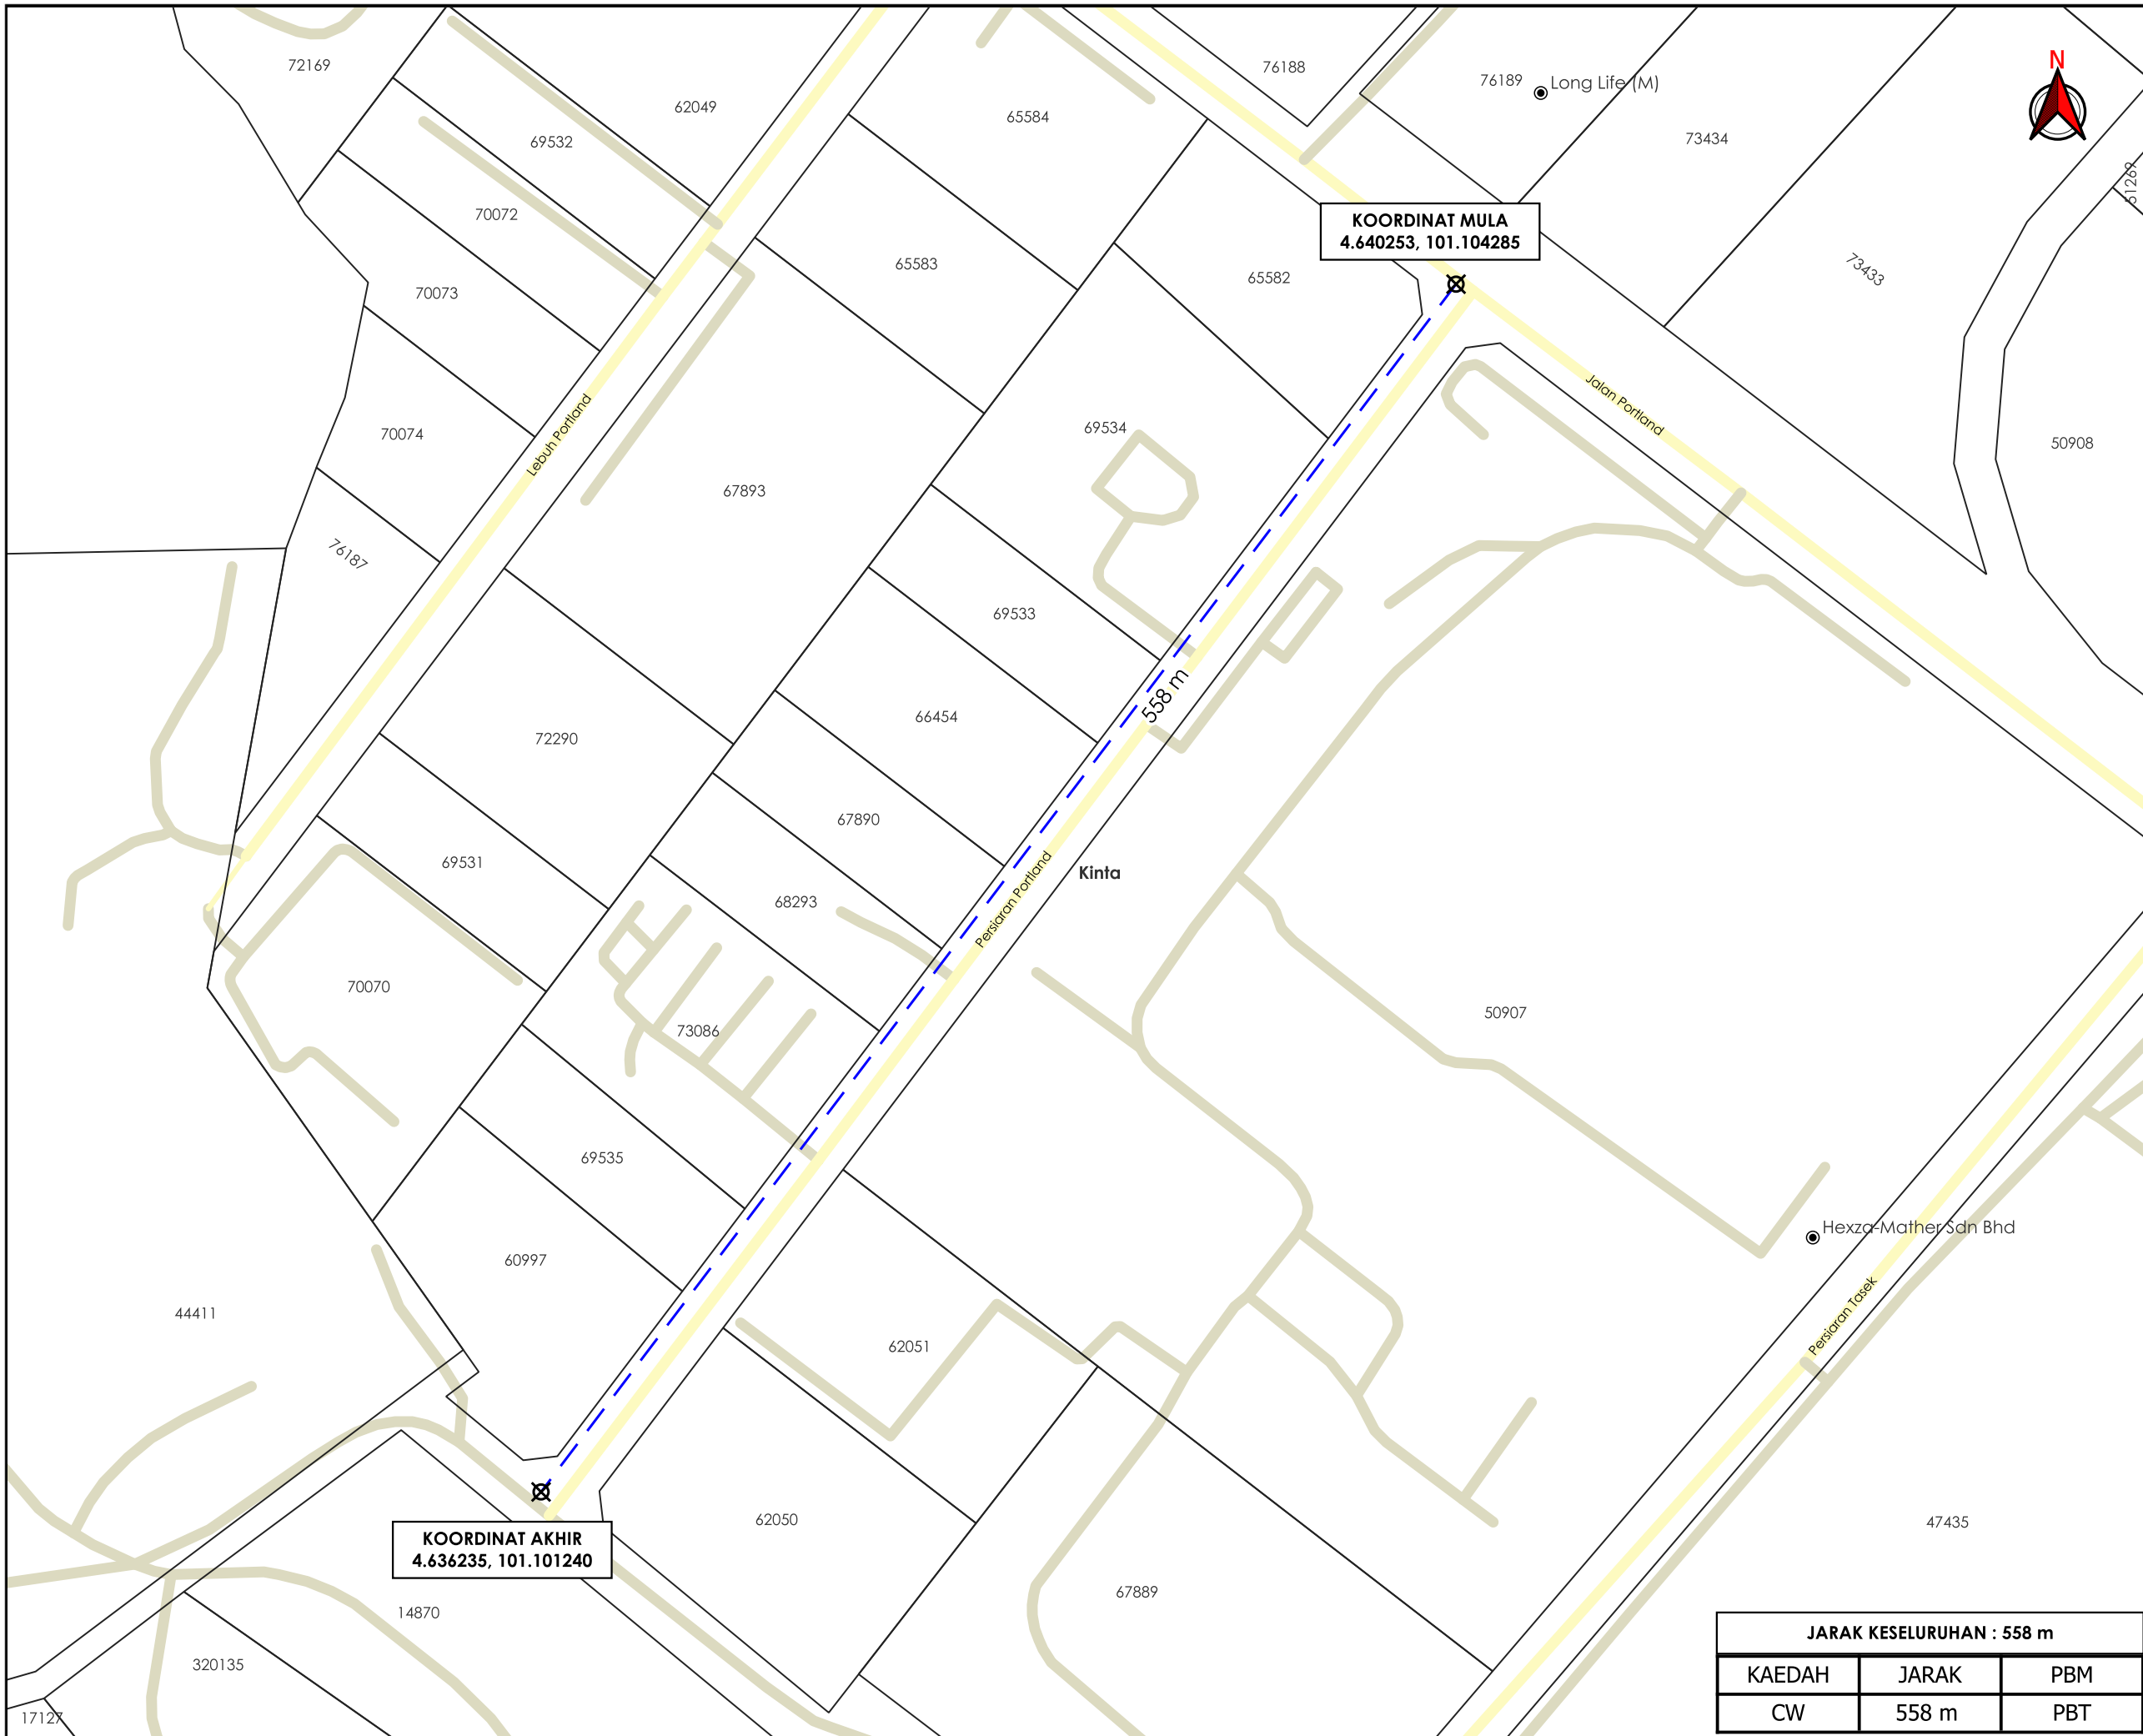 N
72169
62049
76188
76189
Long Life (M)
65584
69532
73434
61269
70072
KOORDINAT MULA
4.640253, 101.104285
65583
65582
73433
70073
Jalan Portland
70074
Lebuh Portland
69534
50908
67893
76187
69533
558 m
66454
72290
67890
69531
Kinta
Persiaran Portland
68293
70070
73086
50907
69535
Hexza-Mather Sdn Bhd
60997
44411
Persiaran Tasek
62051
62050
47435
KOORDINAT AKHIR
4.636235, 101.101240
67889
14870
320135
17127
JARAK KESELURUHAN : 558 m
KAEDAH JARAK PBM
CW 558 m PBT